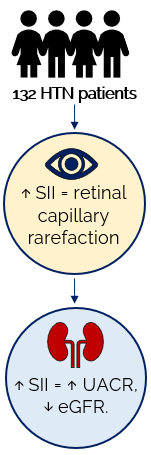 132 HTN patients
↑ SII = retinal
capillary
rarefaction
↑ SII = ↑ UACR,
↓ eGFR.